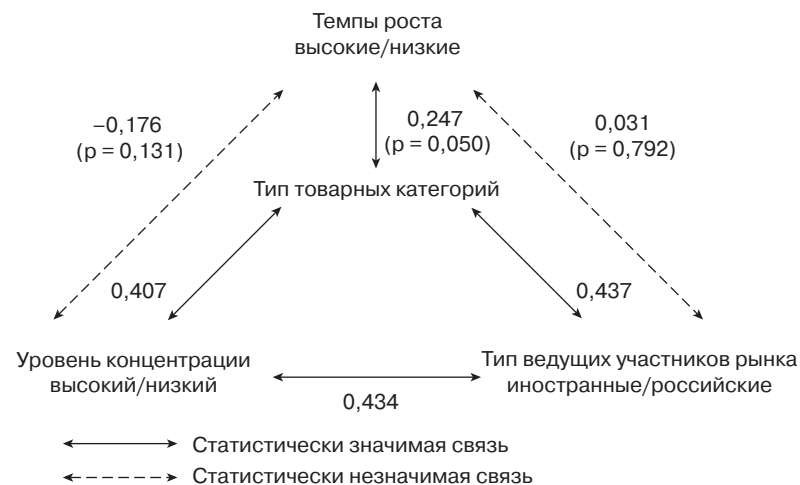 Темпы роста
высокие/низкие
−0,176
(p = 0,131)
0,247
(p = 0,050)
0,031
(p = 0,792)
Тип товарных категорий
0,407
0,437
Уровень концентрации
высокий/низкий
Тип ведущих участников рынка
иностранные/российские
0,434
Статистически значимая связь
Статистически незначимая связь